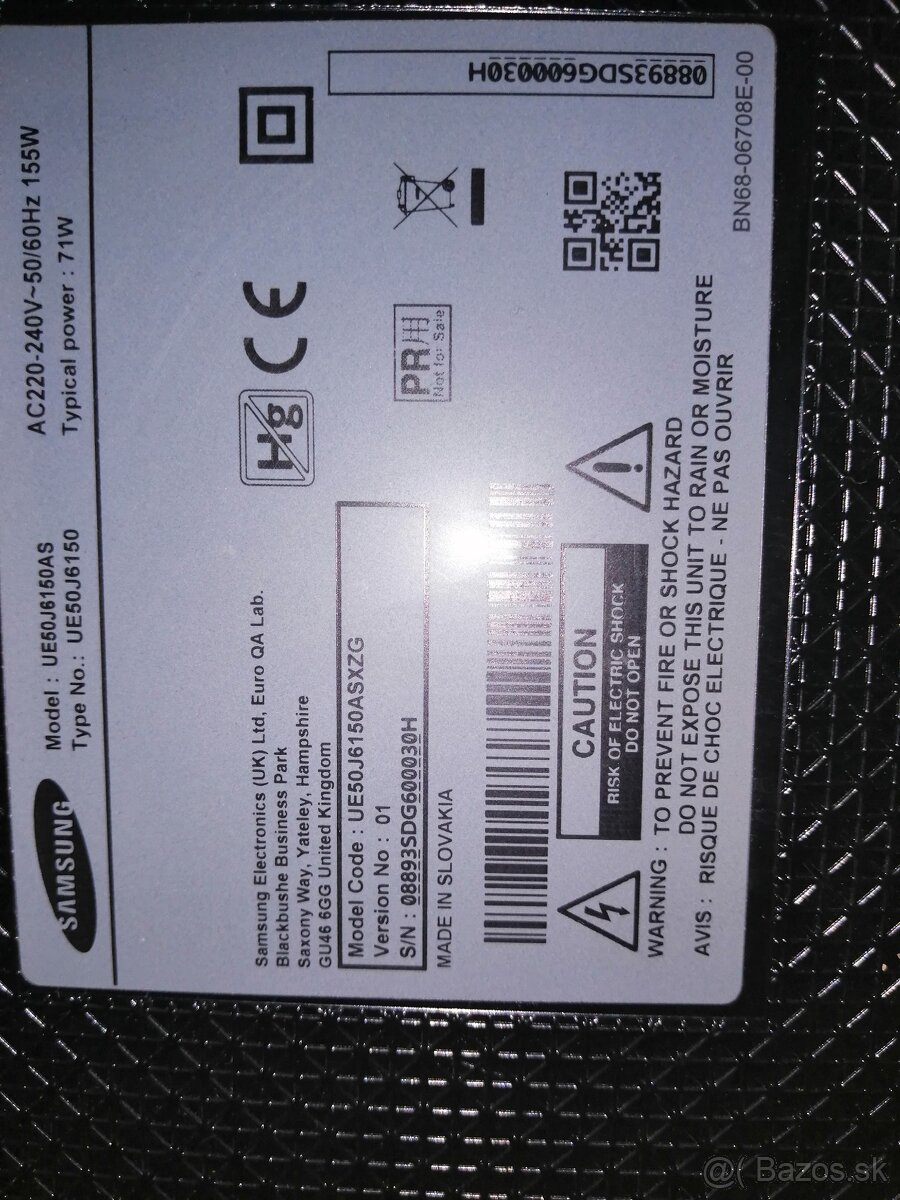 SAMSUNG
Model : UE50J6150AS
Type No.: UE50J6150
AC220-240V~50/60Hz 155W
Typical power : 71W
Samsung Electronics (UK) Ltd, Euro QA Lab.
Blackbushe Business Park
Saxony Way, Yateley, Hampshire
GU46 6GG United Kingdom
Hg
CE
Model Code : UE50J6150ASXZG
Version No : 01
S/N : 08893SDG600030H
MADE IN SLOVAKIA
PR
Not for Sale
08893SDG600030H
CAUTION
RISK OF ELECTRIC SHOCK
DO NOT OPEN
WARNING : TO PREVENT FIRE OR SHOCK HAZARD
DO NOT EXPOSE THIS UNIT TO RAIN OR MOISTURE
AVIS : RISQUE DE CHOC ELECTRIQUE - NE PAS OUVRIR
BN68-06708E-00
@( Bazos.sk